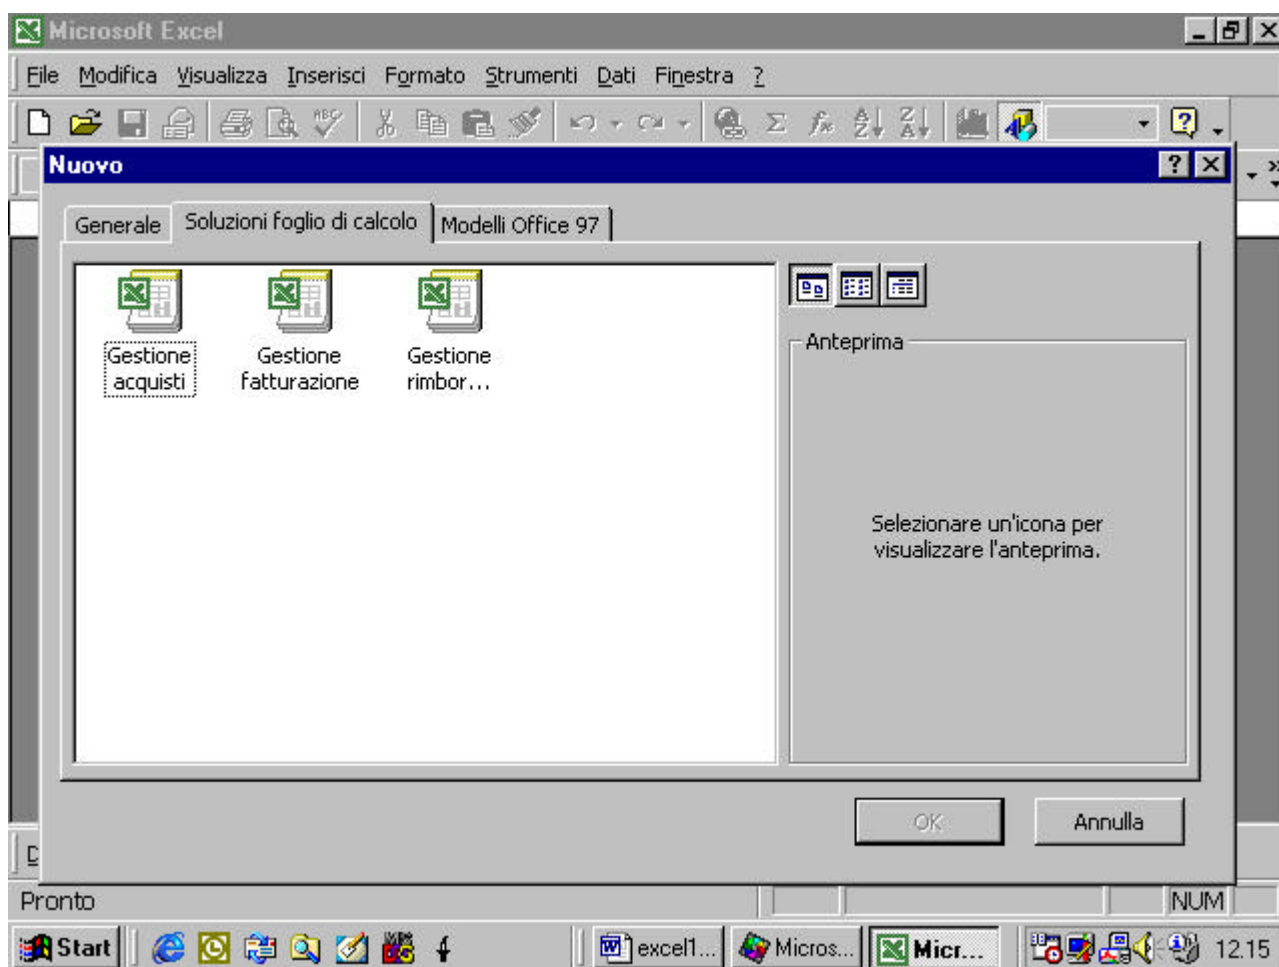 Microsoft Excel
File Modifica Visualizza Inserisci Formato Strumenti Dati Finestra ?
Nuovo
Generale Soluzioni foglio di calcolo Modelli Office 97
Gestione acquisti
Gestione fatturazione
Gestione rimbor...
Anteprima
Selezionare un'icona per
visualizzare l'anteprima.
OK Annulla
Pronto NUM
Start excel1... Micros... Micr... 12.15